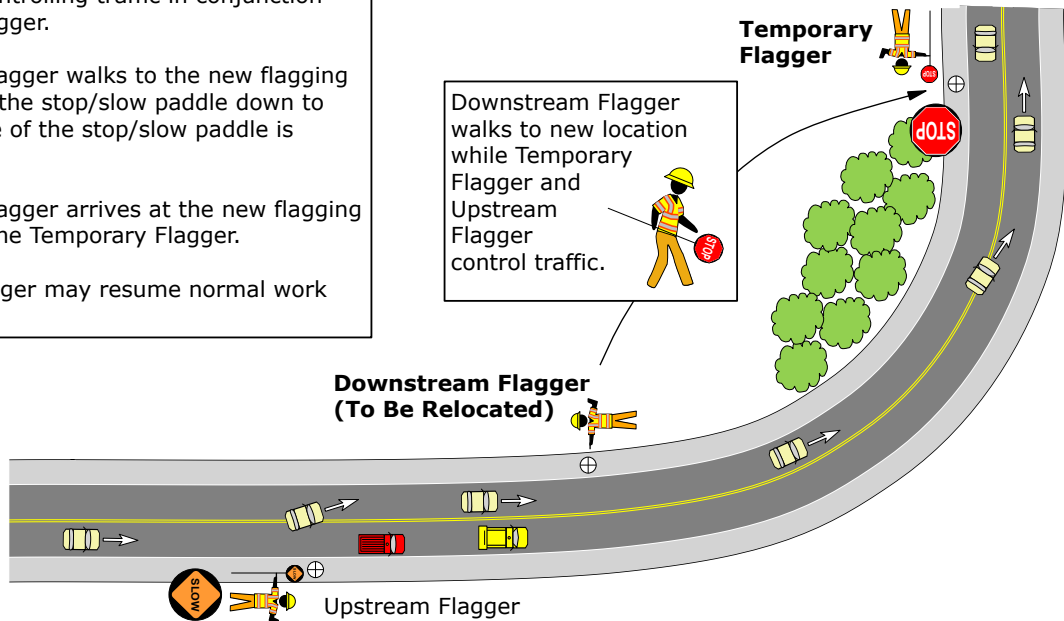 ntrolling traffic in conjunction
gger.
lagger walks to the new flagging
the stop/slow paddle down to
e of the stop/slow paddle is
lagger arrives at the new flagging
he Temporary Flagger.
gger may resume normal work
Temporary
Flagger
STOP
STOP
Downstream Flagger
walks to new location
while Temporary
Flagger and
Upstream
Flagger
control traffic.
STOP
Downstream Flagger
(To Be Relocated)
SLOW
Upstream Flagger